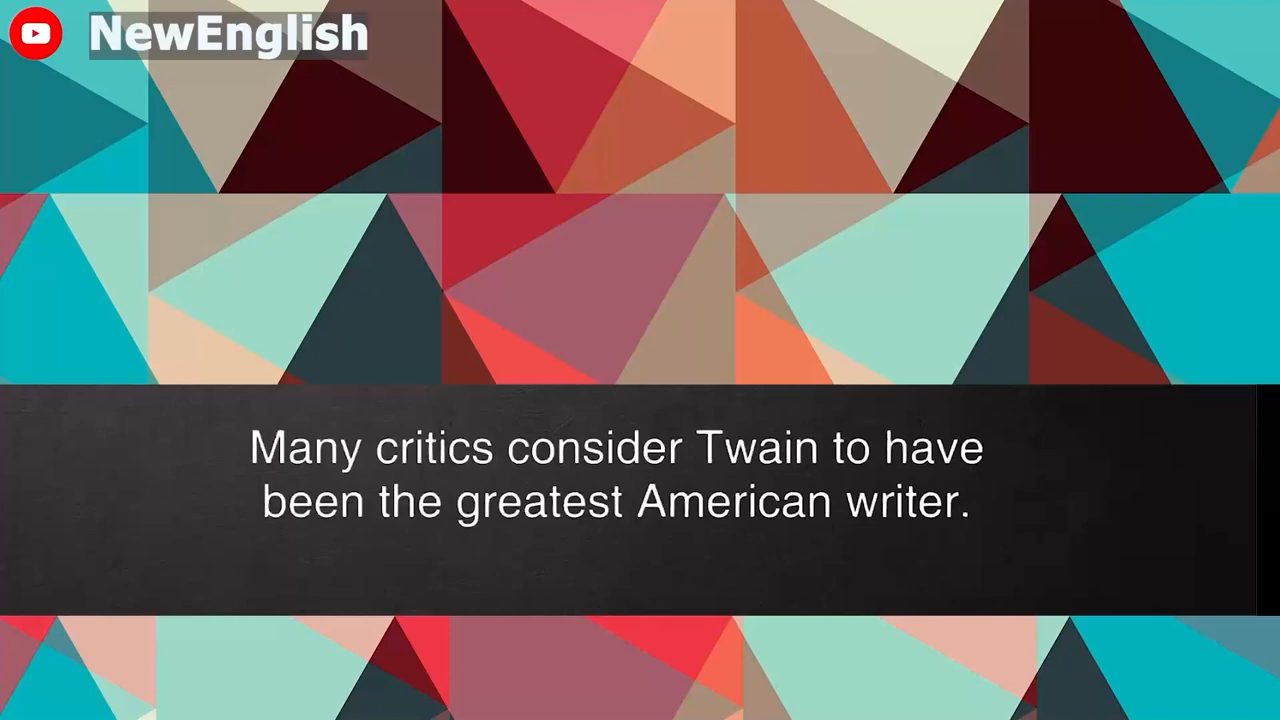 NewEnglish
Many critics consider Twain to have
been the greatest American writer.